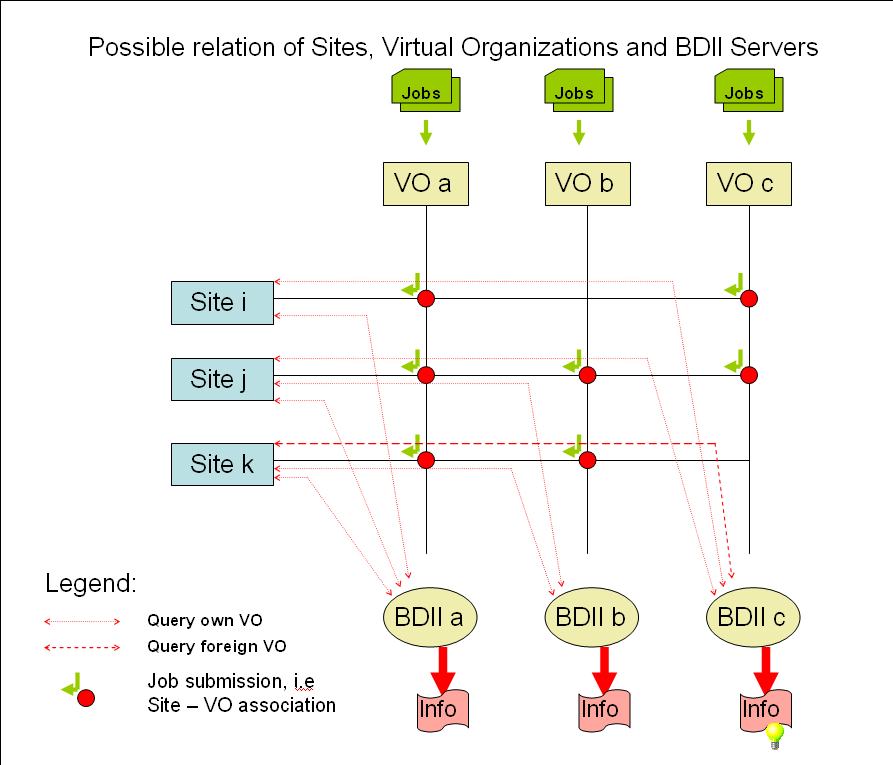 Possible relation of Sites, Virtual Organizations and BDII Servers
Jobs Jobs Jobs
VO a VO b VO c
Site i
Site j
Site k
Legend:
Query own VO
Query foreign VO
Job submission, i.e
Site – VO association
BDII a BDII b BDII c
Info Info Info